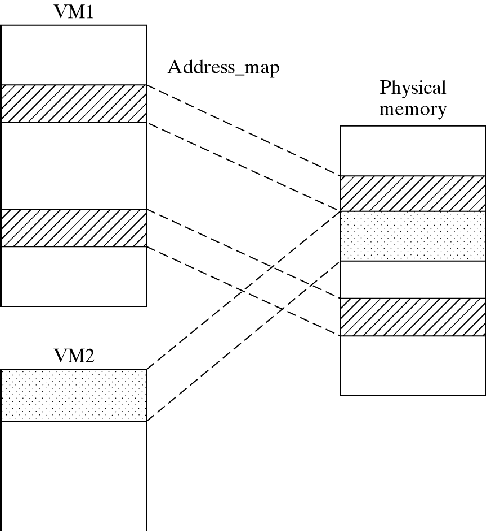 VM1
Address_map
Physical
memory
VM2